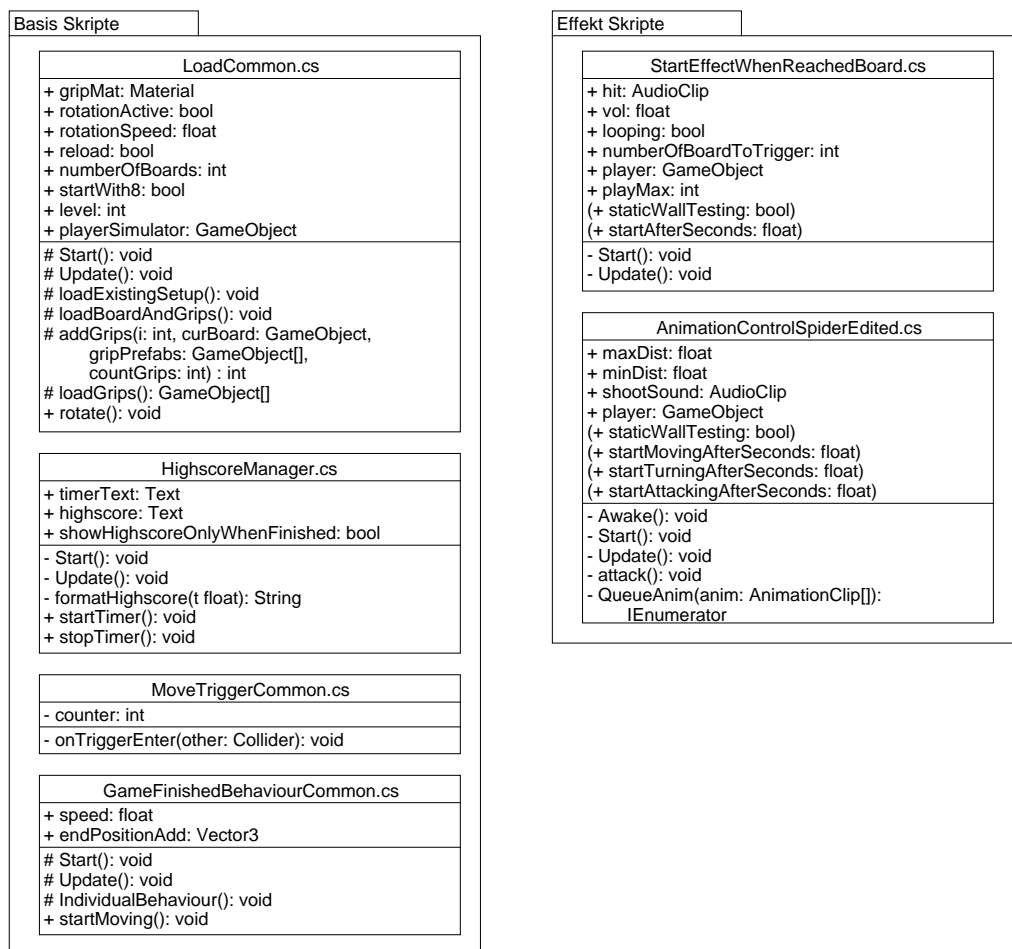 Basis Skripte
LoadCommon.cs
+ gripMat: Material
+ rotationActive: bool
+ rotationSpeed: float
+ reload: bool
+ numberOfBoards: int
+ startWith8: bool
+ level: int
+ playerSimulator: GameObject
# Start(): void
# Update(): void
# loadExistingSetup(): void
# loadBoardAndGrips(): void
# addGrips(i: int, curBoard: GameObject,
gripPrefabs: GameObject[],
countGrips: int) : int
# loadGrips(): GameObject[]
+ rotate(): void
HighscoreManager.cs
+ timerText: Text
+ highscore: Text
+ showHighscoreOnlyWhenFinished: bool
- Start(): void
- Update(): void
- formatHighscore(t float): String
+ startTimer(): void
+ stopTimer(): void
MoveTriggerCommon.cs
- counter: int
- onTriggerEnter(other: Collider): void
GameFinishedBehaviourCommon.cs
+ speed: float
+ endPositionAdd: Vector3
# Start(): void
# Update(): void
# IndividualBehaviour(): void
+ startMoving(): void
Effekt Skripte
StartEffectWhenReachedBoard.cs
+ hit: AudioClip
+ vol: float
+ looping: bool
+ numberOfBoardToTrigger: int
+ player: GameObject
+ playMax: int
(+ staticWallTesting: bool)
(+ startAfterSeconds: float)
- Start(): void
- Update(): void
AnimationControlSpiderEdited.cs
+ maxDist: float
+ minDist: float
+ shootSound: AudioClip
+ player: GameObject
(+ staticWallTesting: bool)
(+ startMovingAfterSeconds: float)
(+ startTurningAfterSeconds: float)
(+ startAttackingAfterSeconds: float)
- Awake(): void
- Start(): void
- Update(): void
- attack(): void
- QueueAnim(anim: AnimationClip[]):
IEnumerator